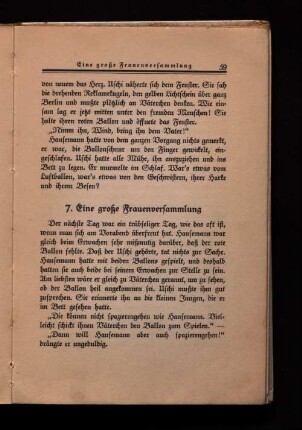 Eine große Frauenversammlung 59
von neuem das Herz. Uschi näherte sich dem Fenster. Sie sah
die drehenden Reklamekugeln, den gelben Lichtschein über ganz
Berlin und mußte plötzlich an Väterchen denken. Wie ein-
sam lag er jetzt mitten unter den fremden Menschen! Sie
holte ihren roten Ballon und öffnete das Fenster.
„Nimm ihn, Wind, bring ihn dem Vater!“
Hansemann hatte von dem ganzen Vorgang nichts gemerkt,
er war, die Ballonschnur um den Finger gewickelt, ein-
geschlafen. Uschi hatte alle Mühe, ihn auszuziehen und ins
Bett zu legen. Er murmelte im Schlaf. War's etwas vom
Luftballon, war's etwas von den Geschwistern, ihrer Harke
und ihrem Besen?
7. Eine große Frauenversammlung
Der nächste Tag war ein trübseliger Tag, wie das oft ist,
wenn man sich am Vorabend überfreut hat. Hansemann war
gleich beim Erwachen sehr mißmutig darüber, daß der rote
Ballon fehlte. Daß der Uschi gehörte, tat nichts zur Sache.
Hansemann hatte mit beiden Ballons gespielt, und deshalb
hatten sie auch beide bei seinem Erwachen zur Stelle zu sein.
Am liebsten wäre er gleich zu Väterchen gerannt, um zu sehen,
ob der Ballon heil angekommen sei. Uschi mußte ihm gut
zusprechen. Sie erinnerte ihn an die kleinen Jungen, die er
im Bett gesehen hatte.
„Die können nicht spazierengehen wie Hansemann. Viel-
leicht schickt ihnen Väterchen den Ballon zum Spielen.“ —
„Dann will Hansemann aber auch spazierengehen!“
drängte er ungeduldig.